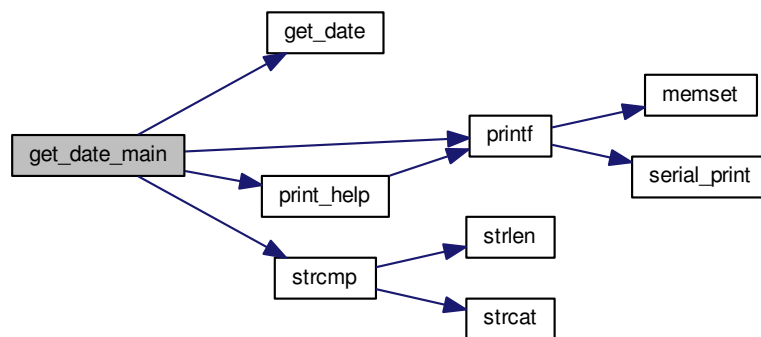 get_date
memset
printf
get_date_main
serial_print
print_help
strlen
strcmp
strcat